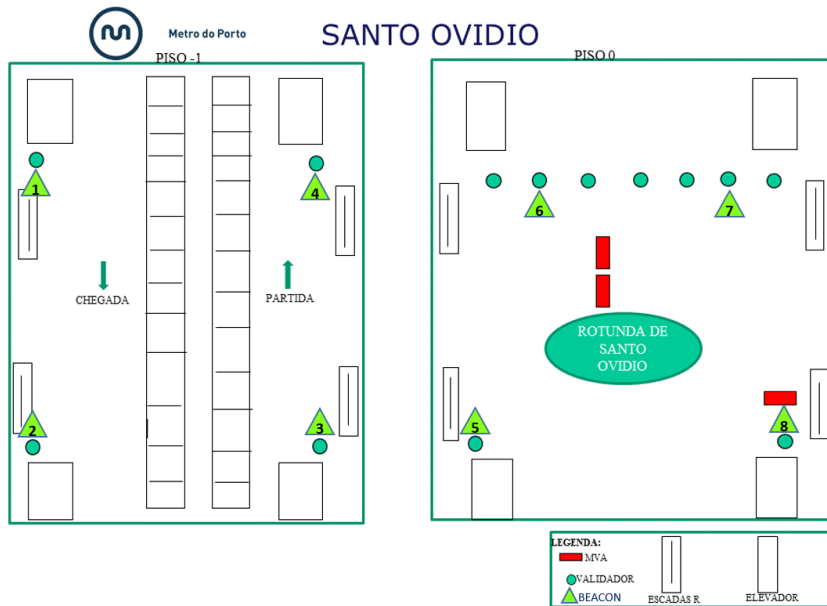 Metro do Porto
SANTO OVIDIO
PISO -1
PISO 0
1
4
6
7
CHEGADA
PARTIDA
ROTUNDA DE
SANTO
OVIDIO
2
3
5
8
LEGENDA:
MVA
VALIDADOR
BEACON
ESCADAS R
ELEVADOR